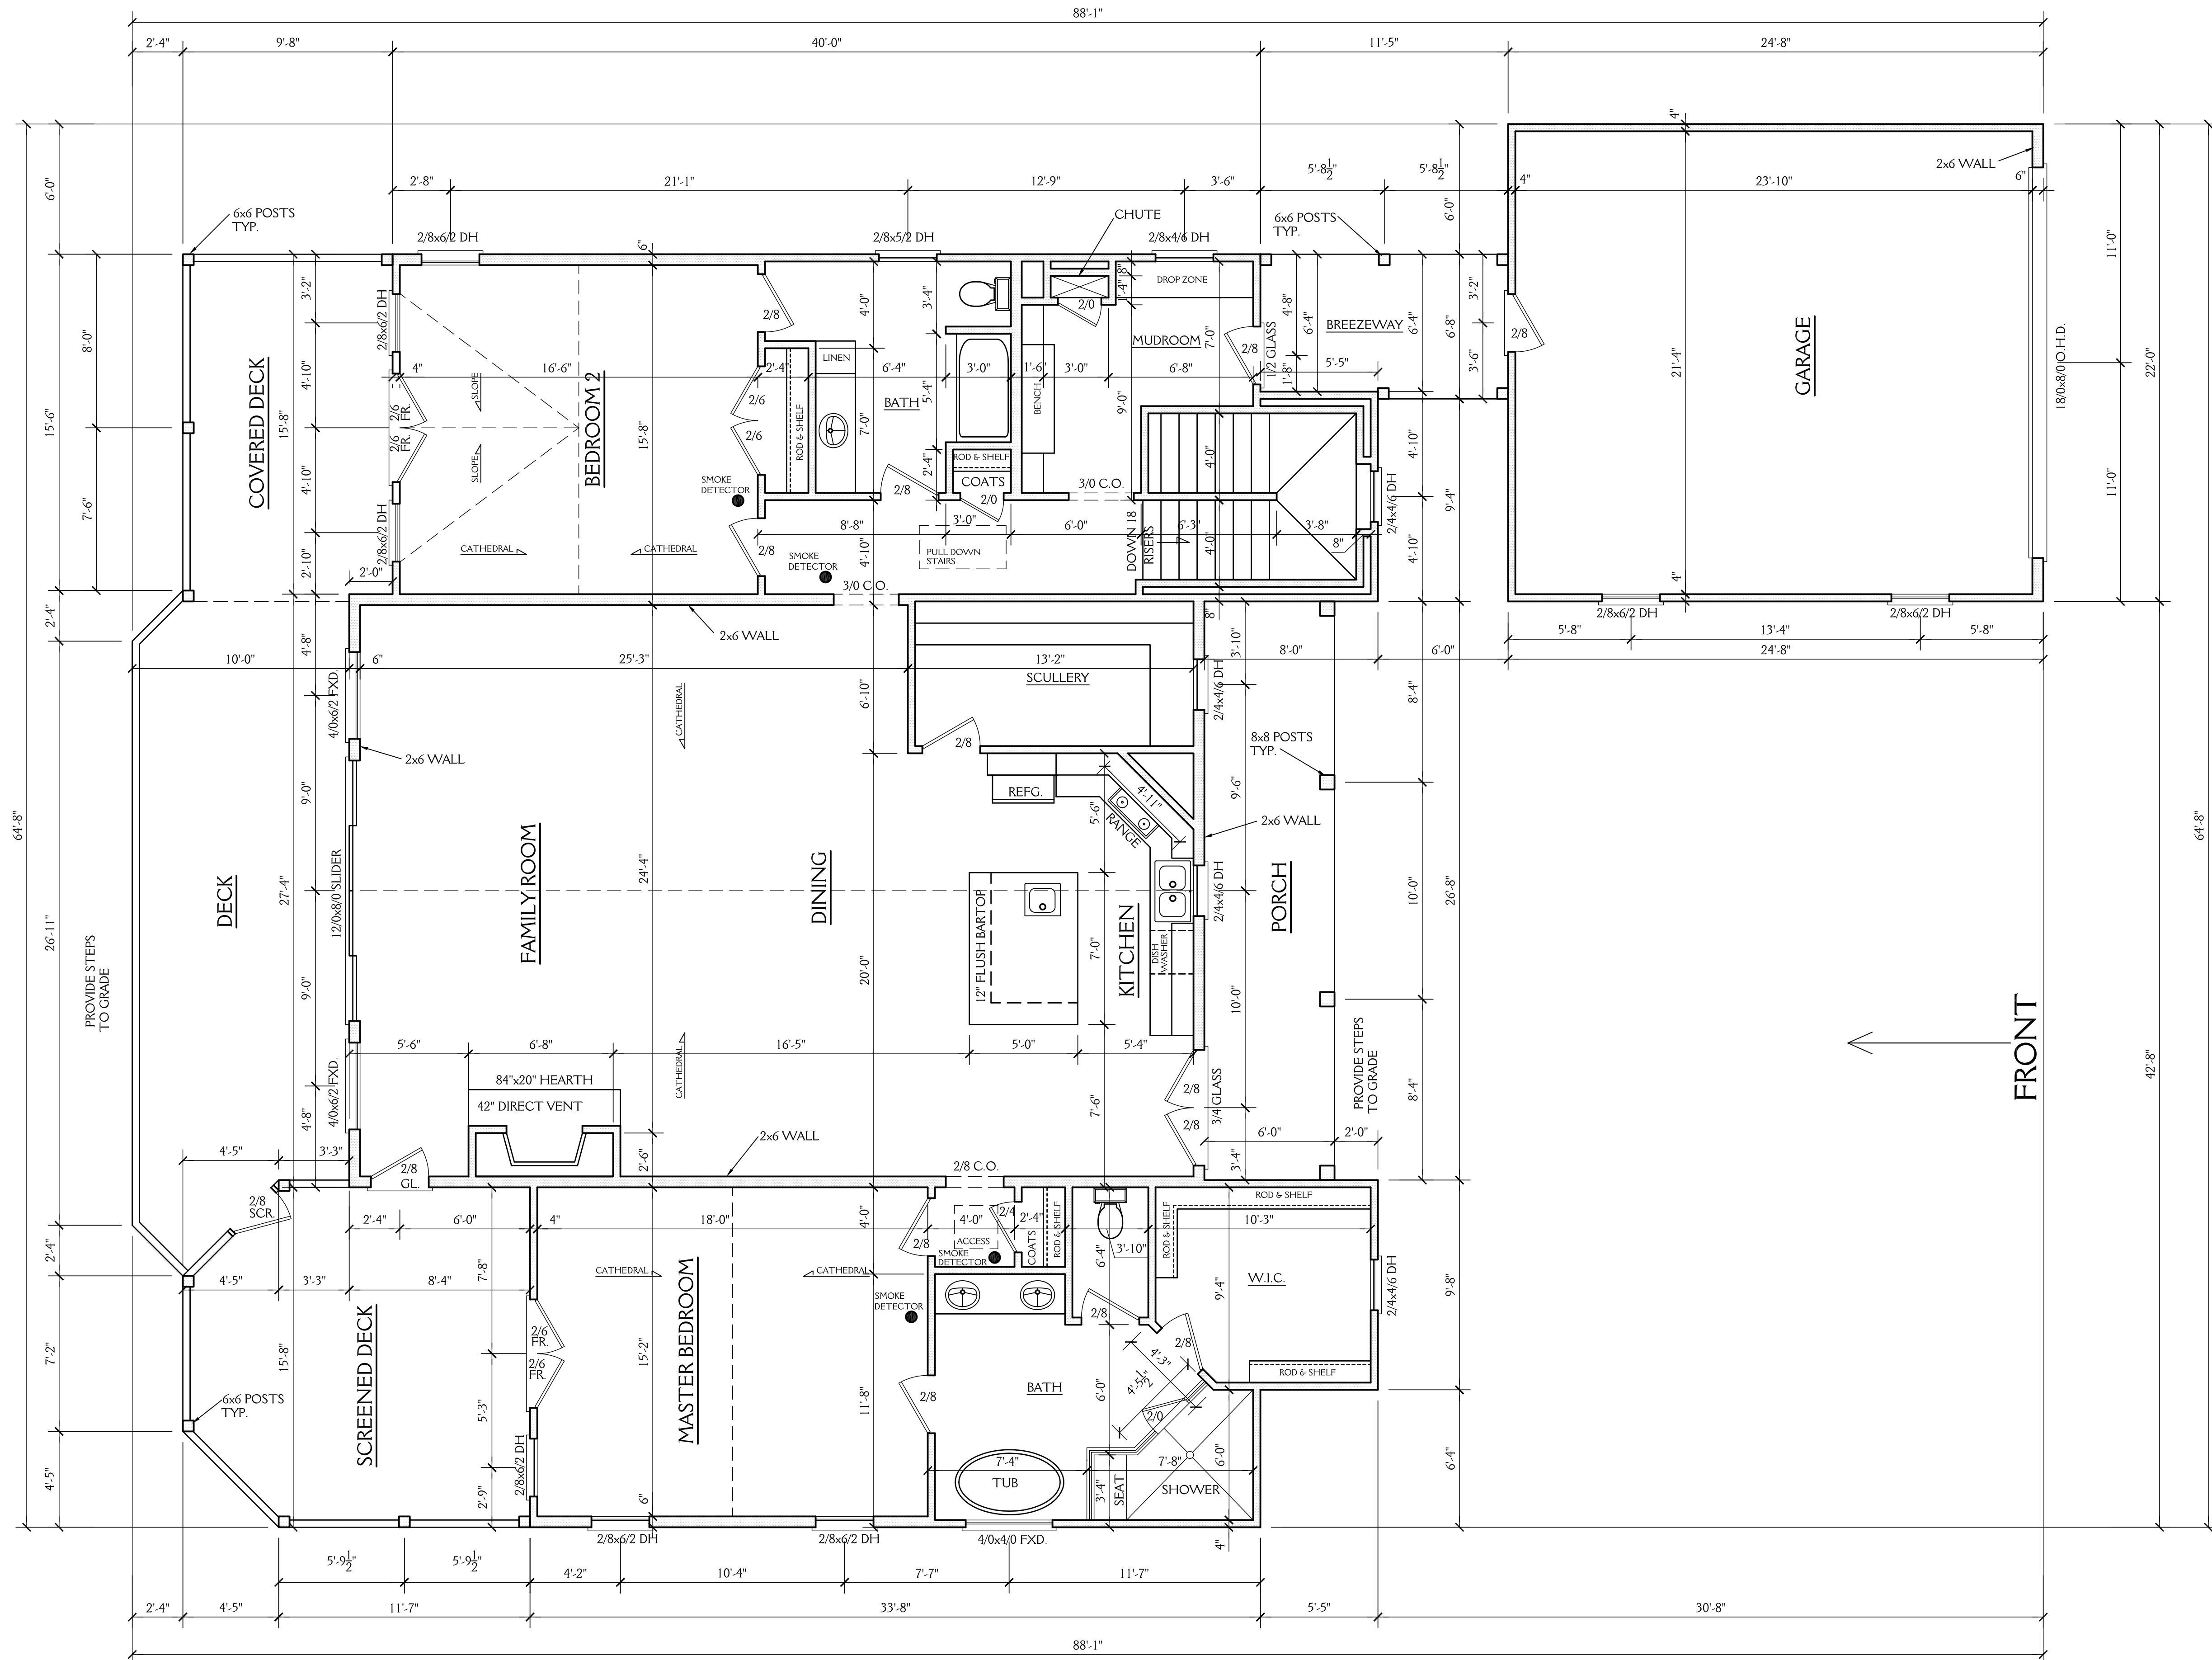 88'-1"
2'-4"
9'-8"
40'-0"
11'-5"
24'-8"
4"
2x6 WALL
6'-0"
2'-8"
21'-1"
12'-9"
3'-6"
5'-8 1/2"
5'-8 1/2"
4"
23'-10"
6"
6x6 POSTS
TYP.
CHUTE
6x6 POSTS
TYP.
6'-0"
11'-0"
2/8x6/2 DH
6"
2/8x5/2 DH
2/8x4/6 DH
3'-2"
2/8x6/2 DH
4'-0"
3'-4"
8"
1'-4"
DROP ZONE
2/0
4'-8"
6'-4"
6'-4"
6'-8"
3'-2"
2/8
2/8
MUDROOM
7'-0"
2/8
1/2 GLASS
BREEZEWAY
8'-0"
15'-6"
COVERED DECK
15'-8"
4'-10"
4"
SLOPE
16'-6"
BEDROOM 2
2'-4"
LINEN
6'-4"
3'-0"
1'-6"
3'-0"
6'-8"
1'-8"
5'-5"
3'-6"
21'-4"
GARAGE
18/0x8/0 O.H.D.
22'-0"
2/6
FR.
2/6
FR.
2/6
2/6
ROD & SHELF
BATH
5'-4"
BENCH
9'-0"
7'-0"
15'-8"
SLOPE
ROD & SHELF
COATS
2'-4"
4'-0"
4'-10"
4'-10"
7'-6"
SMOKE
DETECTOR
2/8
2/0
3/0 C.O.
2/4x4/6 DH
9'-4"
11'-0"
2/8x6/2 DH
8'-8"
3'-0"
6'-0"
DOWN 18
RISERS
6'-3"
3'-8"
8"
4'-0"
4'-10"
CATHEDRAL
CATHEDRAL
2/8
SMOKE
DETECTOR
4'-10"
PULL DOWN
STAIRS
2'-10"
2'-0"
3/0 C.O.
4"
2'-4"
4'-8"
2x6 WALL
8"
3'-10"
2/8x6/2 DH
2/8x6/2 DH
5'-8"
13'-4"
5'-8"
10'-0"
6"
25'-3"
13'-2"
8'-0"
6'-0"
24'-8"
4/0x6/2 FXD.
CATHEDRAL
6'-10"
SCULLERY
2/4x4/6 DH
8'-4"
2x6 WALL
2/8
8x8 POSTS
TYP.
64'-8"
64'-8"
9'-0"
REFG.
4'-11"
RANGE
5'-6"
9'-6"
2x6 WALL
DECK
27'-4"
12/0x8/0 SLIDER
FAMILY ROOM
24'-4"
DINING
12" FLUSH BARTOP
7'-0"
KITCHEN
DISH
WASHER
2/4x4/6 DH
PORCH
10'-0"
26'-8"
26'-11"
PROVIDE STEPS
TO GRADE
9'-0"
20'-0"
10'-0"
FRONT
5'-6"
6'-8"
16'-5"
5'-0"
5'-4"
84"x20" HEARTH
42" DIRECT VENT
CATHEDRAL
4/0x6/2 FXD.
4'-8"
7'-6"
2/8
2/8
3/4 GLASS
PROVIDE STEPS
TO GRADE
8'-4"
42'-8"
6'-0"
2'-0"
4'-5"
3'-3"
2/8
GL.
2x6 WALL
2'-6"
2/8 C.O.
3'-4"
2/8
SCR.
2'-4"
6'-0"
4"
18'-0"
4'-0"
2/8
4'-0"
ACCESS
2/4
2'-4"
COATS
ROD & SHELF
6'-4"
3'-10"
ROD & SHELF
ROD & SHELF
10'-3"
2'-4"
4'-5"
3'-3"
8'-4"
7'-8"
CATHEDRAL
CATHEDRAL
SMOKE
DETECTOR
SMOKE
DETECTOR
W.I.C.
9'-4"
2/4x4/6 DH
9'-8"
7'-2"
15'-8"
SCREENED DECK
2/6
FR.
2/6
FR.
15'-2"
MASTER BEDROOM
2/8
2/8
4'-3"
4'-5 1/2"
ROD & SHELF
6x6 POSTS
TYP.
5'-3"
11'-8"
2/8
BATH
6'-0"
2/0
4'-5"
2'-9"
2/8x6/2 DH
6"
7'-4"
TUB
3'-4"
SEAT
7'-8"
SHOWER
6'-0"
6'-4"
2/8x6/2 DH
2/8x6/2 DH
4/0x4/0 FXD.
4"
5'-9 1/2"
5'-9 1/2"
4'-2"
10'-4"
7'-7"
11'-7"
2'-4"
4'-5"
11'-7"
33'-8"
5'-5"
30'-8"
88'-1"